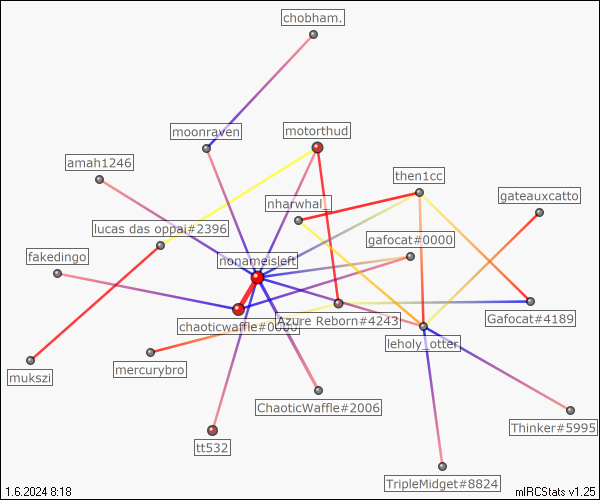 chobham.
moonraven
motorthud
amah1246
then1cc
gateauxcatto
nharwhal_
lucas das oppai#2396
gafocat#0000
fakedingo
nonameisleft
chaoticwaffle#0000
Azure Reborn#4243
Gafocat#4189
leholy_otter
mercurybro
mukszi
ChaoticWaffle#2006
Thinker#5995
tt532
TripleMidget#8824
1.6.2024 8:18
mIRCStats v1.25